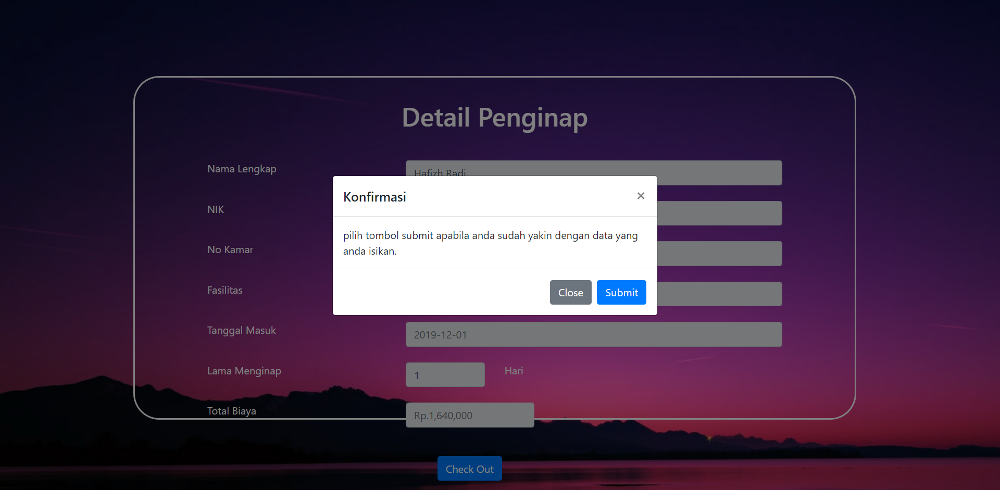 Detail Penginap
Nama Lengkap
Hafizh Radi
Konfirmasi
×
pilih tombol submit apabila anda sudah yakin dengan data yang
anda isikan.
Close
Submit
NIK
No Kamar
Fasilitas
Tanggal Masuk
2019-12-01
Lama Menginap
1
Hari
Total Biaya
Rp.1,640,000
Check Out